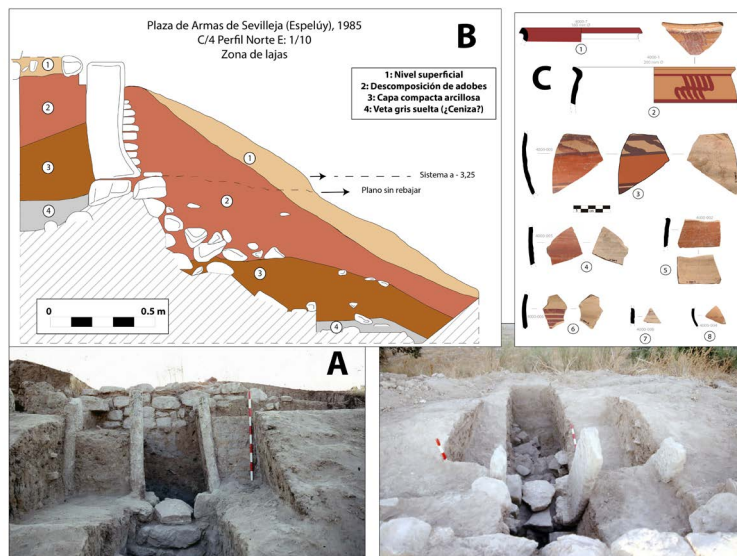 Plaza de Armas de Sevilleja (Espelúy), 1985
C/4 Perfil Norte E: 1/10
Zona de lajas
B
1: Nivel superficial
2: Descomposición de adobes
3: Capa compacta arcillosa
4: Veta gris suelta (¿Ceniza?)
1
2
3
4
1
Sistema a - 3,25
Plano sin rebajar
2
3
4
0 0.5 m
C
1
2
3
4
5
6
7
8
A